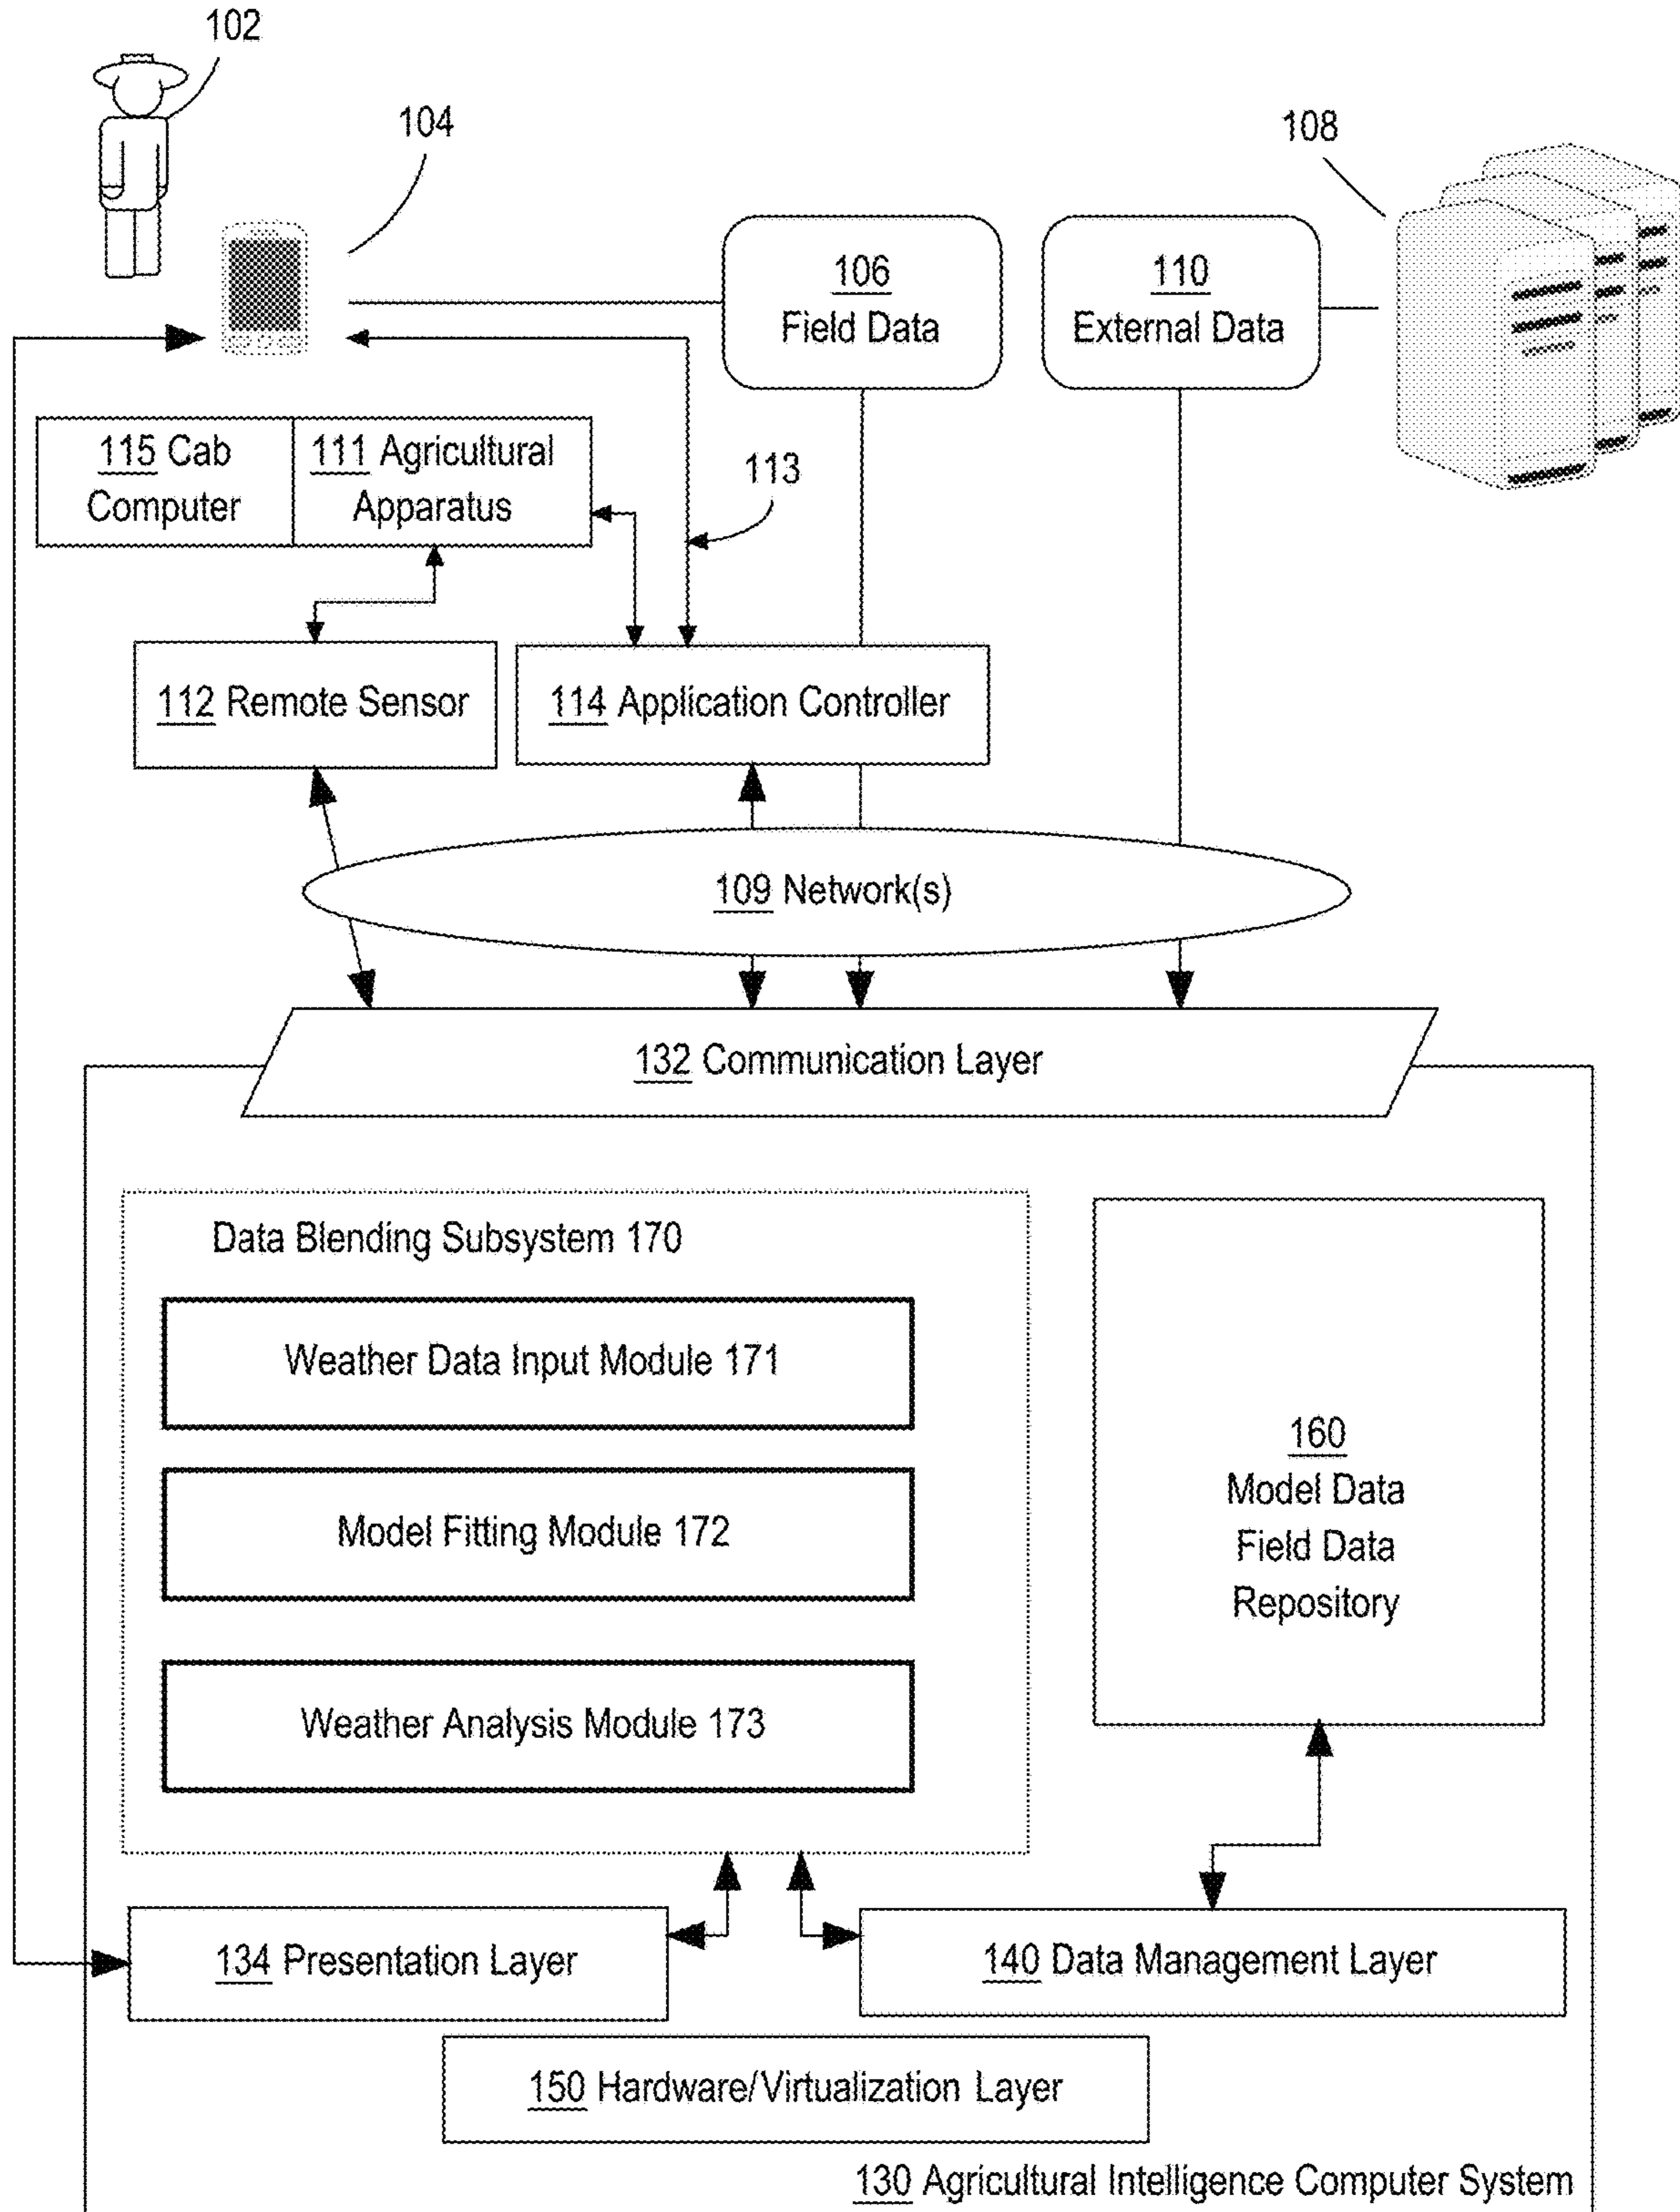 102
104
108
106
Field Data
110
External Data
115 Cab
Computer
111 Agricultural
Apparatus
113
112 Remote Sensor
114 Application Controller
109 Network(s)
132 Communication Layer
Data Blending Subsystem 170
Weather Data Input Module 171
Model Fitting Module 172
Weather Analysis Module 173
160
Model Data
Field Data
Repository
134 Presentation Layer
140 Data Management Layer
150 Hardware/Virtualization Layer
130 Agricultural Intelligence Computer System